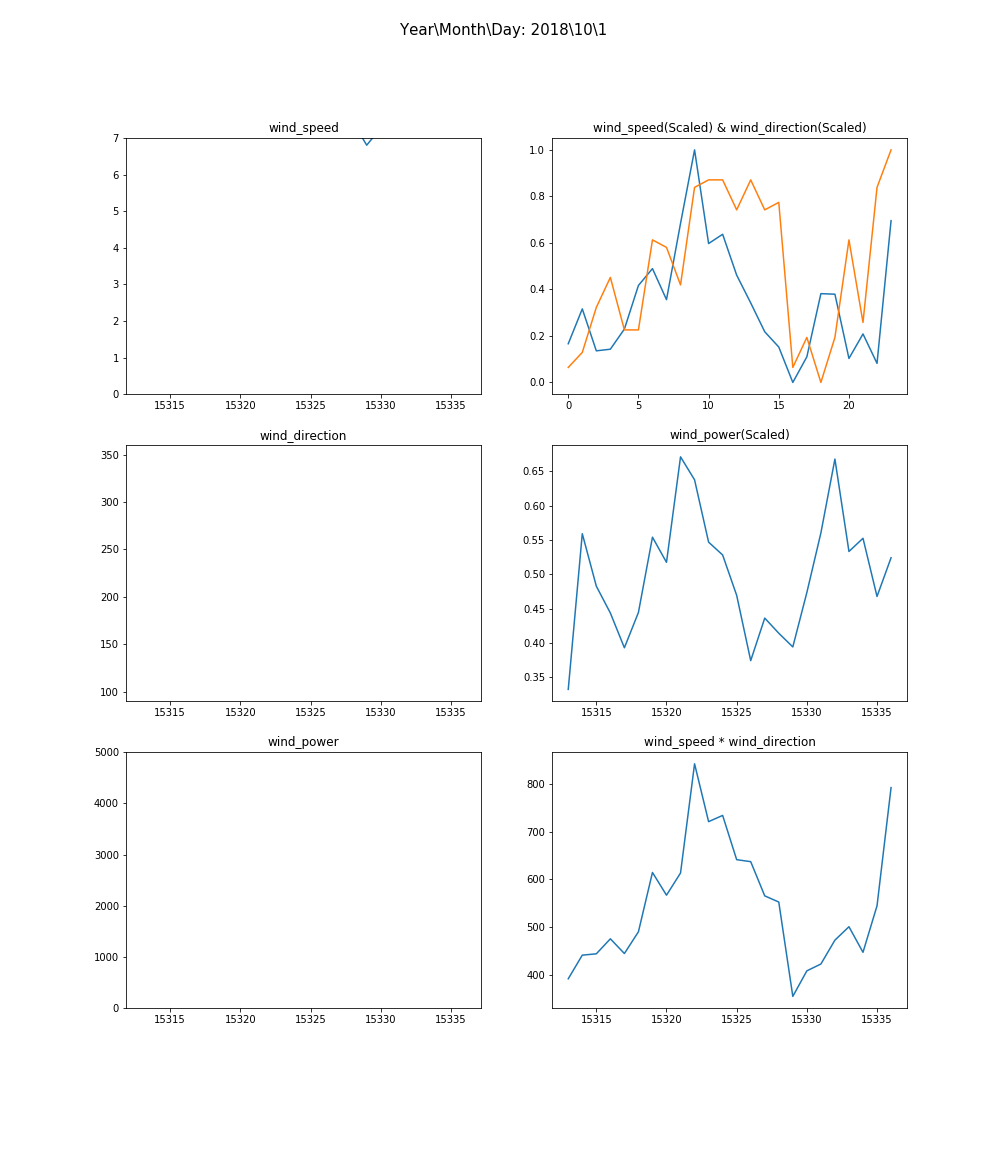 Year\Month\Day: 2018\10\1
wind_speed
7
6
5
4
3
2
1
0
15315 15320 15325 15330 15335
wind_speed(Scaled) & wind_direction(Scaled)
1.0
0.8
0.6
0.4
0.2
0.0
0 5 10 15 20
wind_direction
350
300
250
200
150
100
15315 15320 15325 15330 15335
wind_power(Scaled)
0.65
0.60
0.55
0.50
0.45
0.40
0.35
15315 15320 15325 15330 15335
wind_power
5000
4000
3000
2000
1000
0
15315 15320 15325 15330 15335
wind_speed * wind_direction
800
700
600
500
400
15315 15320 15325 15330 15335